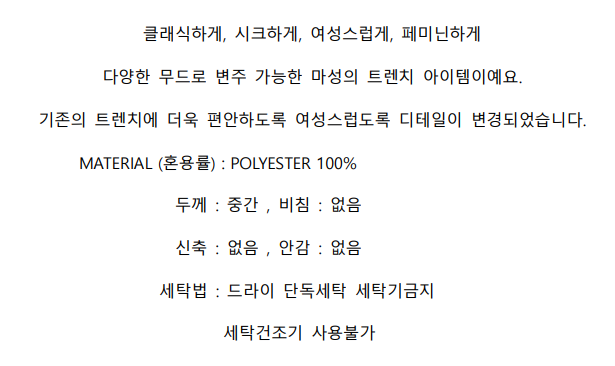 클래식하게, 시크하게, 여성스럽게, 페미닌하게
다양한 무드로 변주 가능한 마성의 트렌치 아이템이예요.
기존의 트렌치에 더욱 편안하도록 여성스럽도록 디테일이 변경되었습니다.
MATERIAL (혼용률) : POLYESTER 100%
두께 : 중간 , 비침 : 없음
신축 : 없음 , 안감 : 없음
세탁법 : 드라이 단독세탁 세탁기금지
세탁건조기 사용불가